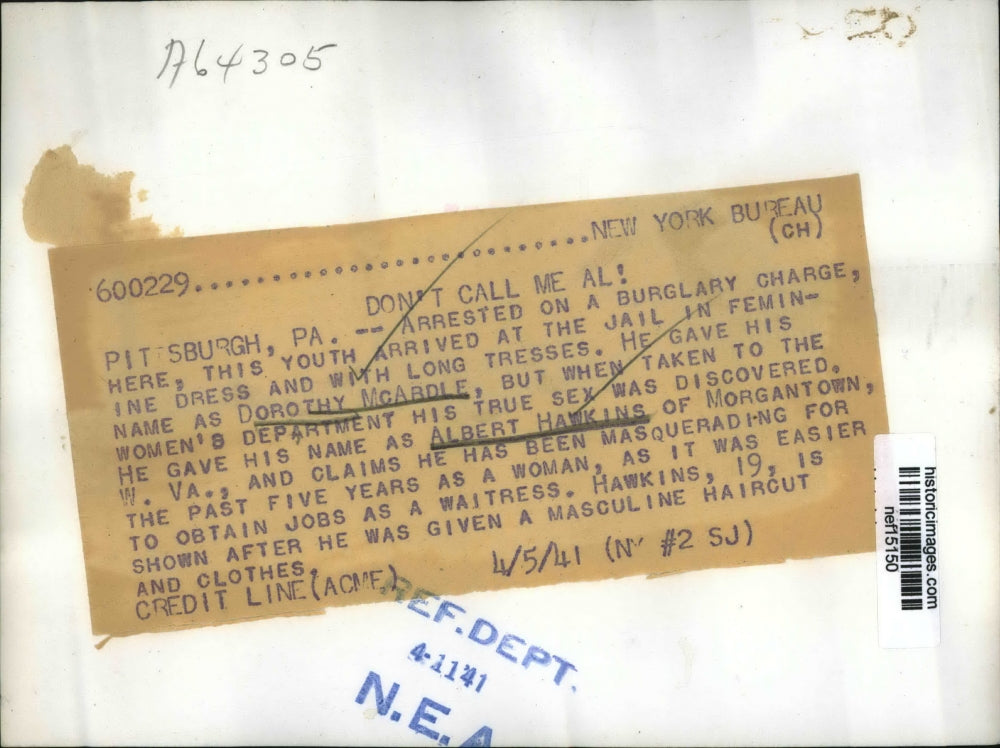 A64305
600229..............................NEW YORK BUREAU
(CH)
DON'T CALL ME AL!
PITTSBURGH, PA. -- ARRESTED ON A BURGLARY CHARGE,
HERE, THIS YOUTH ARRIVED AT THE JAIL IN FEMIN-
INE DRESS AND WITH LONG TRESSES. HE GAVE HIS
NAME AS DOROTHY MCARDLE, BUT WHEN TAKEN TO THE
WOMEN'S DEPARTMENT HIS TRUE SEX WAS DISCOVERED.
HE GAVE HIS NAME AS ALBERT HAWKINS OF MORGANTOWN,
W. VA., AND CLAIMS HE HAS BEEN MASQUERADING FOR
THE PAST FIVE YEARS AS A WOMAN, AS IT WAS EASIER
TO OBTAIN JOBS AS A WAITRESS. HAWKINS, 19, IS
SHOWN AFTER HE WAS GIVEN A MASCULINE HAIRCUT
AND CLOTHES.
CREDIT LINE (ACME) 4/5/41 (NY #2 SJ)
REF. DEPT.
4-11'41
N.E.A
historicimages.com
nef15150